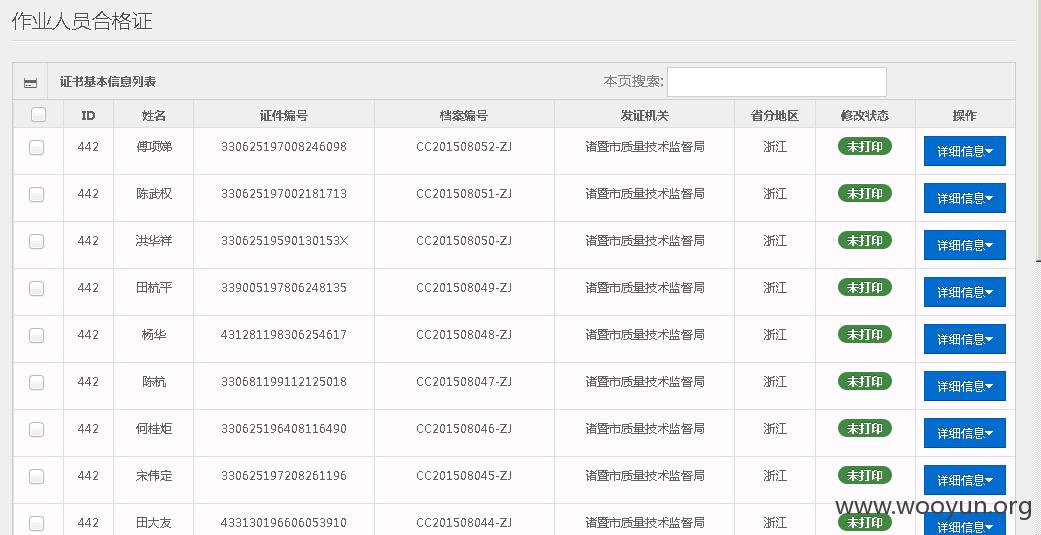 作业人员合格证
证书基本信息列表 本页搜索:
ID 姓名 证件编号 档案编号 发证机关 省分地区 修改状态 操作
442 傅项娣 330625197008246098 CC201508052-ZJ 诸暨市质量技术监督局 浙江 未打印 详细信息
442 陈武权 330625197002181713 CC201508051-ZJ 诸暨市质量技术监督局 浙江 未打印 详细信息
442 洪华祥 33062519590130153X CC201508050-ZJ 诸暨市质量技术监督局 浙江 未打印 详细信息
442 田杭平 339005197806248135 CC201508049-ZJ 诸暨市质量技术监督局 浙江 未打印 详细信息
442 杨华 431281198306254617 CC201508048-ZJ 诸暨市质量技术监督局 浙江 未打印 详细信息
442 陈杭 330681199112125018 CC201508047-ZJ 诸暨市质量技术监督局 浙江 未打印 详细信息
442 何桂炬 330625196408116490 CC201508046-ZJ 诸暨市质量技术监督局 浙江 未打印 详细信息
442 宋伟定 330625197208261196 CC201508045-ZJ 诸暨市质量技术监督局 浙江 未打印 详细信息
442 田大友 433130196606053910 CC201508044-ZJ 诸暨市质量技术监督局 浙江 未打印 详细信息
www.wooyun.org